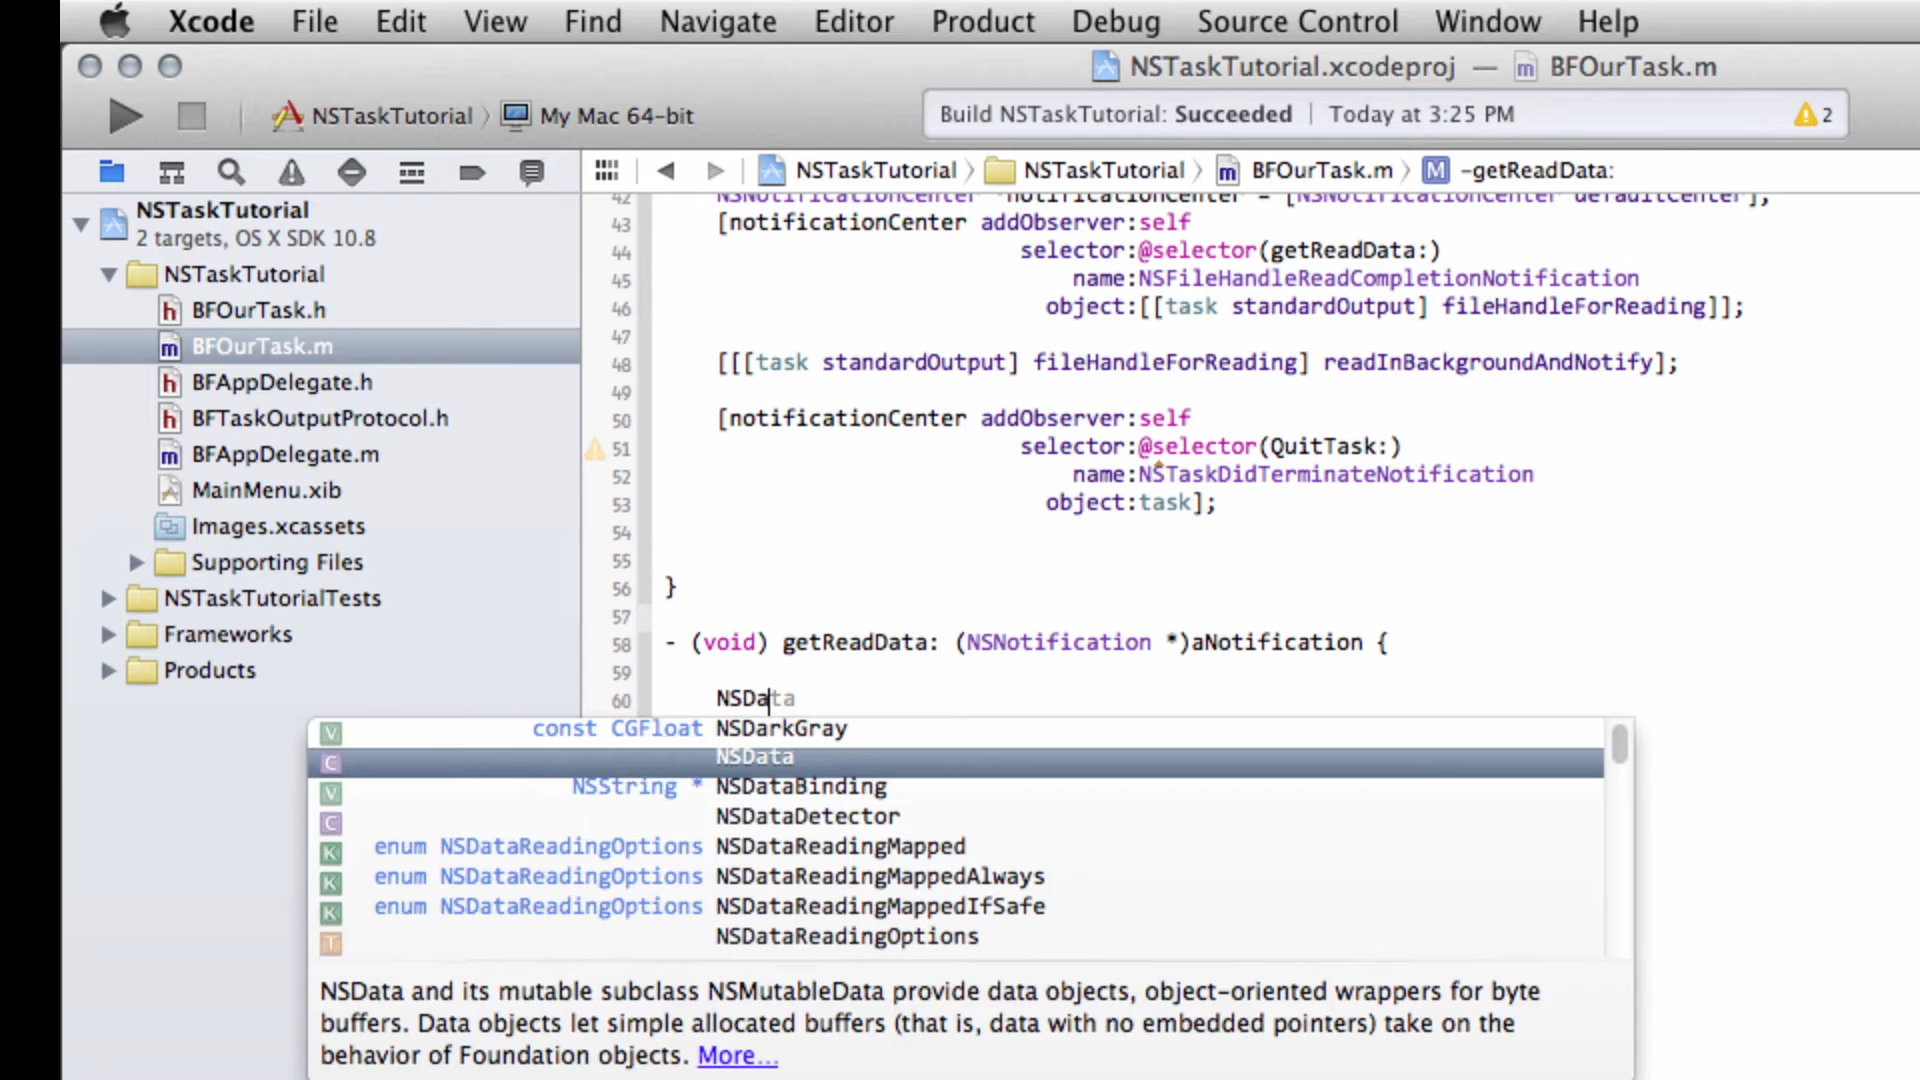 Xcode File Edit View Find Navigate Editor Product Debug Source Control Window Help
NSTaskTutorial.xcodeproj — m BFOurTask.m
NSTaskTutorial 〉 My Mac 64-bit
Build NSTaskTutorial: Succeeded | Today at 3:25 PM 2
NSTaskTutorial 〉 NSTaskTutorial 〉 m BFOurTask.m 〉 M -getReadData:
NSTaskTutorial
2 targets, OS X SDK 10.8
NSTaskTutorial
h BFOurTask.h
m BFOurTask.m
h BFAppDelegate.h
h BFTaskOutputProtocol.h
m BFAppDelegate.m
MainMenu.xib
Images.xcassets
Supporting Files
NSTaskTutorialTests
Frameworks
Products
42 NSNotificationCenter *notificationCenter = [NSNotificationCenter defaultCenter];
43 [notificationCenter addObserver:self
44 selector:@selector(getReadData:)
45 name:NSFileHandleReadCompletionNotification
46 object:[[task standardOutput] fileHandleForReading]];
47
48 [[[task standardOutput] fileHandleForReading] readInBackgroundAndNotify];
49
50 [notificationCenter addObserver:self
51 selector:@selector(QuitTask:)
52 name:NSTaskDidTerminateNotification
53 object:task];
54
55
56 }
57
58 - (void) getReadData: (NSNotification *)aNotification {
59
60 NSData
V const CGFloat NSDarkGray
C NSData
V NSString * NSDataBinding
C NSDataDetector
K enum NSDataReadingOptions NSDataReadingMapped
K enum NSDataReadingOptions NSDataReadingMappedAlways
K enum NSDataReadingOptions NSDataReadingMappedIfSafe
T NSDataReadingOptions
NSData and its mutable subclass NSMutableData provide data objects, object-oriented wrappers for byte
buffers. Data objects let simple allocated buffers (that is, data with no embedded pointers) take on the
behavior of Foundation objects. More...